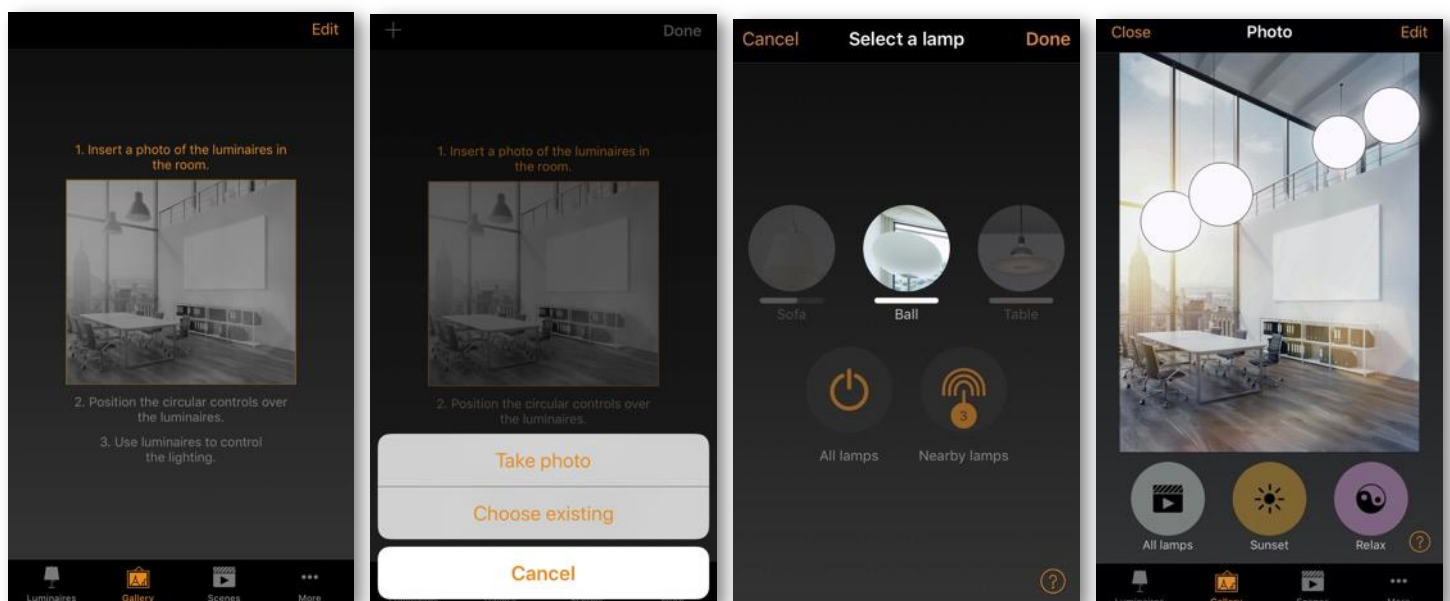 Edit
1. Insert a photo of the luminaires in
the room.
2. Position the circular controls over
the luminaires.
3. Use luminaires to control
the lighting.
Luminaires
Gallery
Scenes
More
+
Done
1. Insert a photo of the luminaires in
the room.
2. Position the circular controls over
the luminaires.
Take photo
Choose existing
Cancel
Cancel
Select a lamp
Done
Sofa
Ball
Table
3
All lamps
Nearby lamps
?
Close
Photo
Edit
All lamps
Sunset
Relax
?
Luminaires
Gallery
Scenes
More